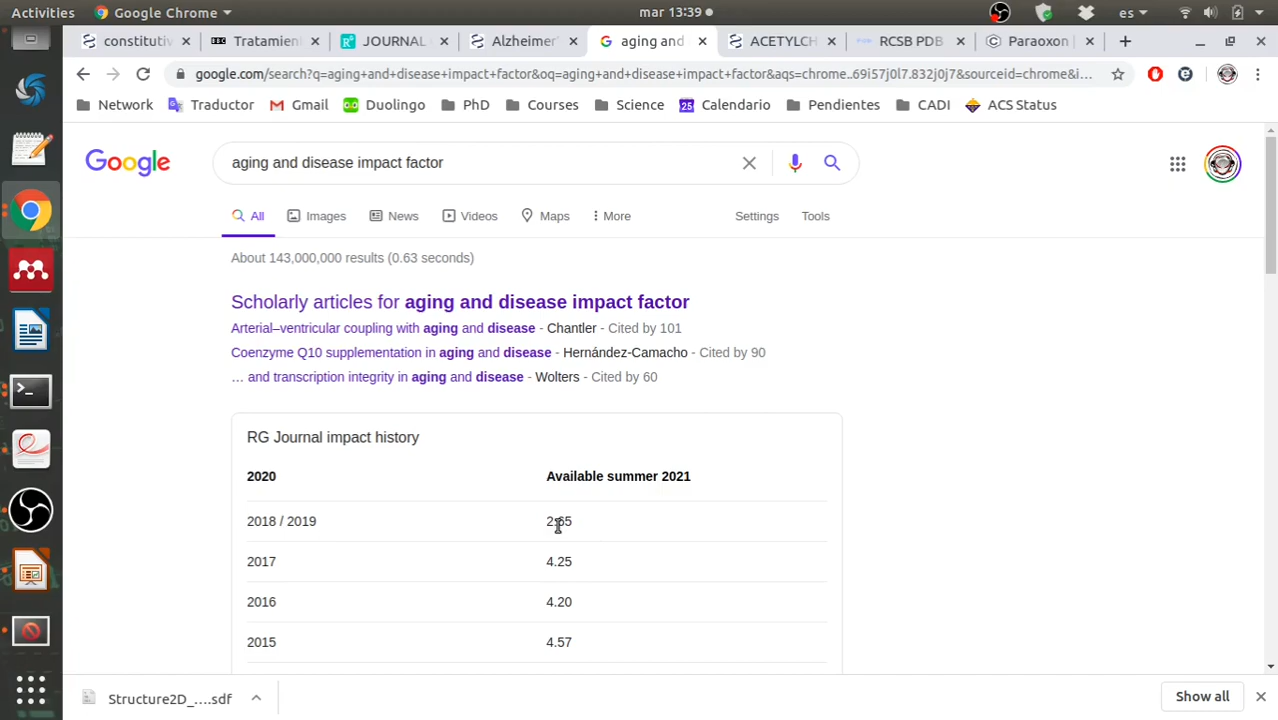 Activities Google Chrome mar 13:39 es
constitutiv Tratamien JOURNAL Alzheimer' aging and ACETYLCH RCSB PDB Paraoxon
google.com/search?q=aging+and+disease+impact+factor&oq=aging+and+disease+impact+factor&aqs=chrome..69i57j0l7.832j0j7&sourceid=chrome&i...
Network Traductor Gmail Duolingo PhD Courses Science 25 Calendario Pendientes CADI ACS Status
Google aging and disease impact factor
All Images News Videos Maps More Settings Tools
About 143,000,000 results (0.63 seconds)
Scholarly articles for aging and disease impact factor
Arterial–ventricular coupling with aging and disease - Chantler - Cited by 101
Coenzyme Q10 supplementation in aging and disease - Hernández-Camacho - Cited by 90
… and transcription integrity in aging and disease - Wolters - Cited by 60
RG Journal impact history
2020 Available summer 2021
2018 / 2019
2017 4.25
2016 4.20
2015 4.57
Structure2D_....sdf Show all